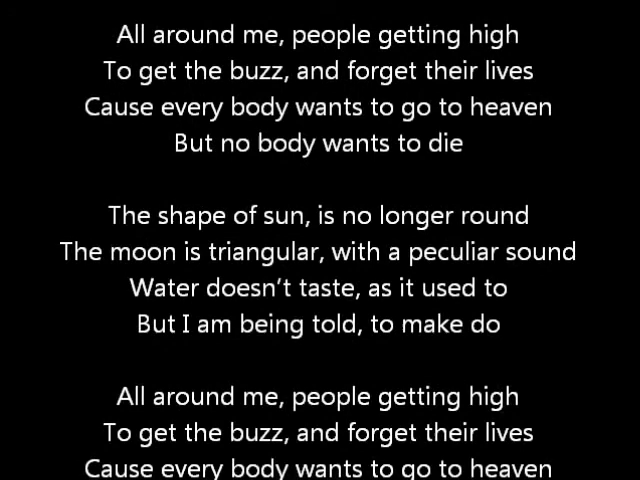 All around me, people getting high
To get the buzz, and forget their lives
Cause every body wants to go to heaven
But no body wants to die
The shape of sun, is no longer round
The moon is triangular, with a peculiar sound
Water doesn’t taste, as it used to
But I am being told, to make do
All around me, people getting high
To get the buzz, and forget their lives
Cause every body wants to go to heaven